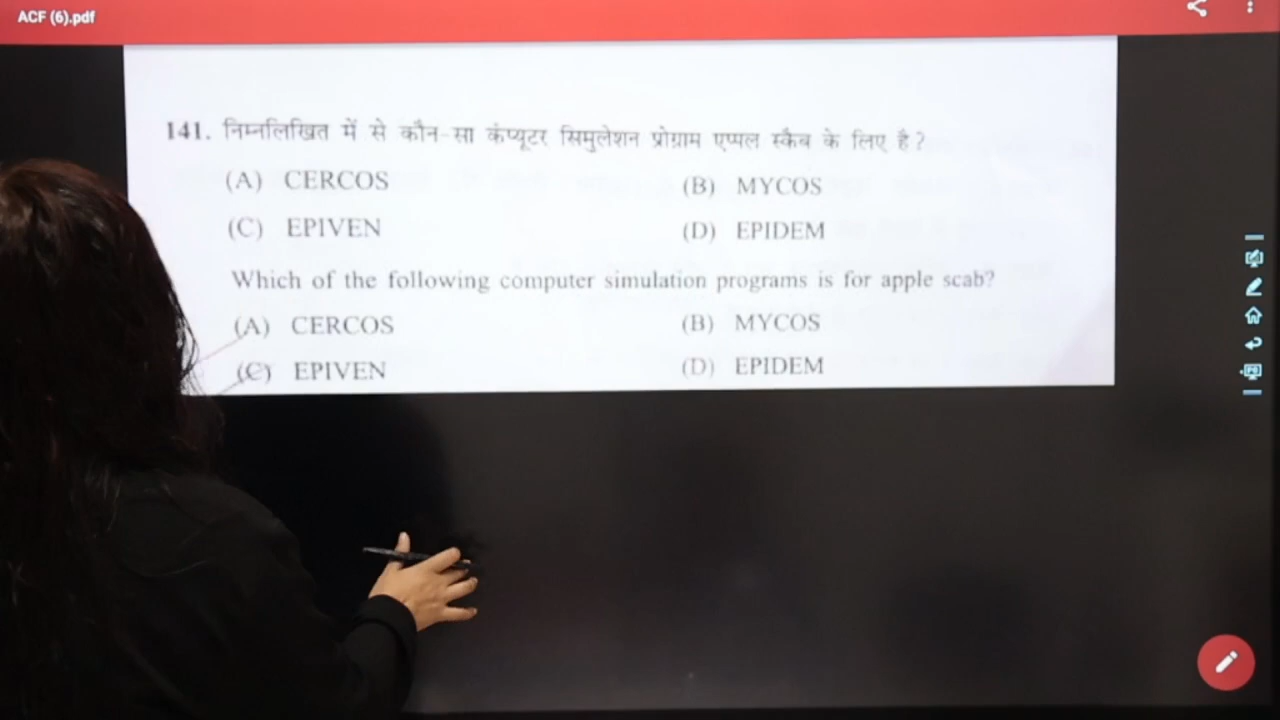 ACF (6).pdf
141. निम्नलिखित में से कौन-सा कंप्यूटर सिमुलेशन प्रोग्राम एप्पल स्कैब के लिए है?
(A) CERCOS (B) MYCOS
(C) EPIVEN (D) EPIDEM
Which of the following computer simulation programs is for apple scab?
(A) CERCOS (B) MYCOS
(C) EPIVEN (D) EPIDEM